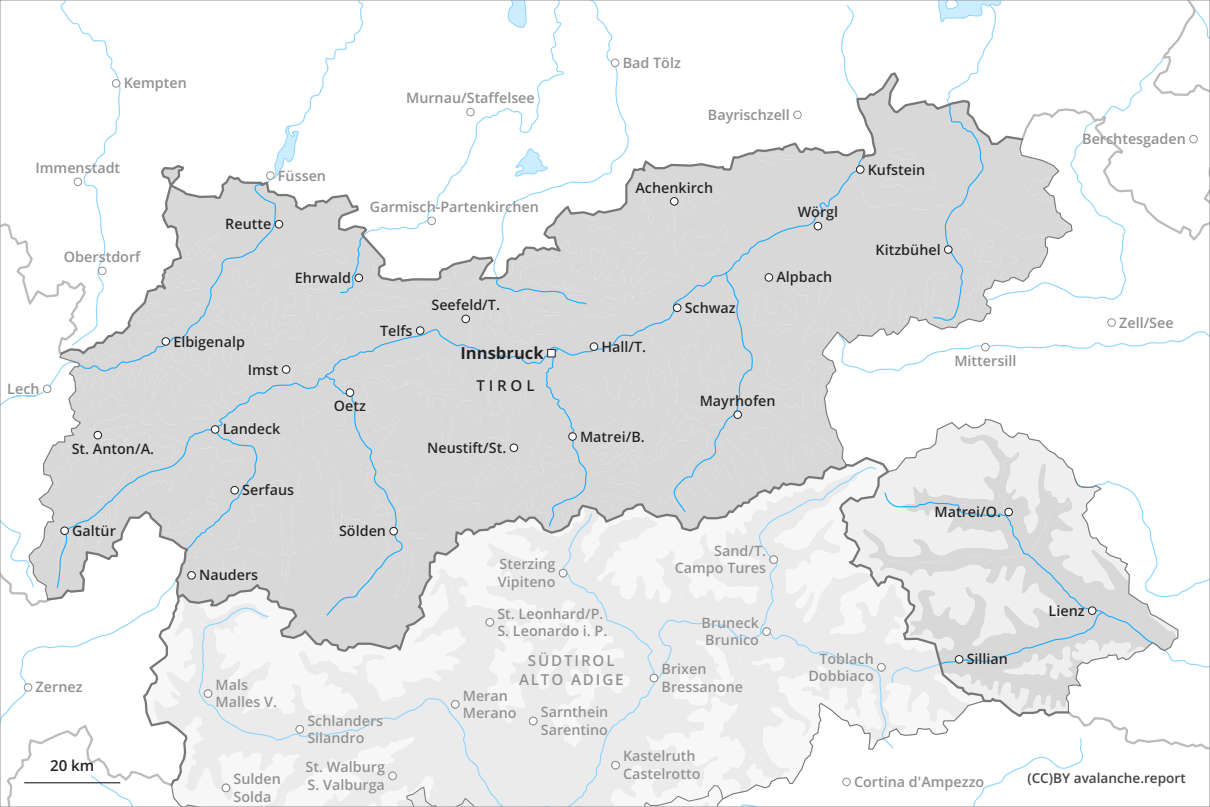 Kempten
Bad Tölz
Murnau/Staffelsee
Bayrischzell
Berchtesgaden
Immenstadt
Füssen
Kufstein
Achenkirch
Garmisch-Partenkirchen
Wörgl
Reutte
Kitzbühel
Oberstdorf
Ehrwald
Alpbach
Seefeld/T.
Schwaz
Zell/See
Telfs
Elbigenalp
Innsbruck
Hall/T.
Mittersill
Imst
TIROL
Lech
Oetz
Mayrhofen
Landeck
Matrei/B.
St. Anton/A.
Neustift/St.
Serfaus
Matrei/O.
Galtür
Sölden
Sand/T.
Campo Tures
Sterzing
Vipiteno
Nauders
Lienz
St. Leonhard/P.
S. Leonardo i. P.
Bruneck
Brunico
SÜDTIROL
ALTO ADIGE
Toblach
Dobbiaco
Sillian
Brixen
Bressanone
Zernez
Mals
Malles V.
Meran
Merano
Sarnthein
Sarentino
Schlanders
Silandro
Kastelruth
Castelrotto
20 km
St. Walburg
S. Valburga
Sulden
Solda
Cortina d'Ampezzo
(CC)BY avalanche.report